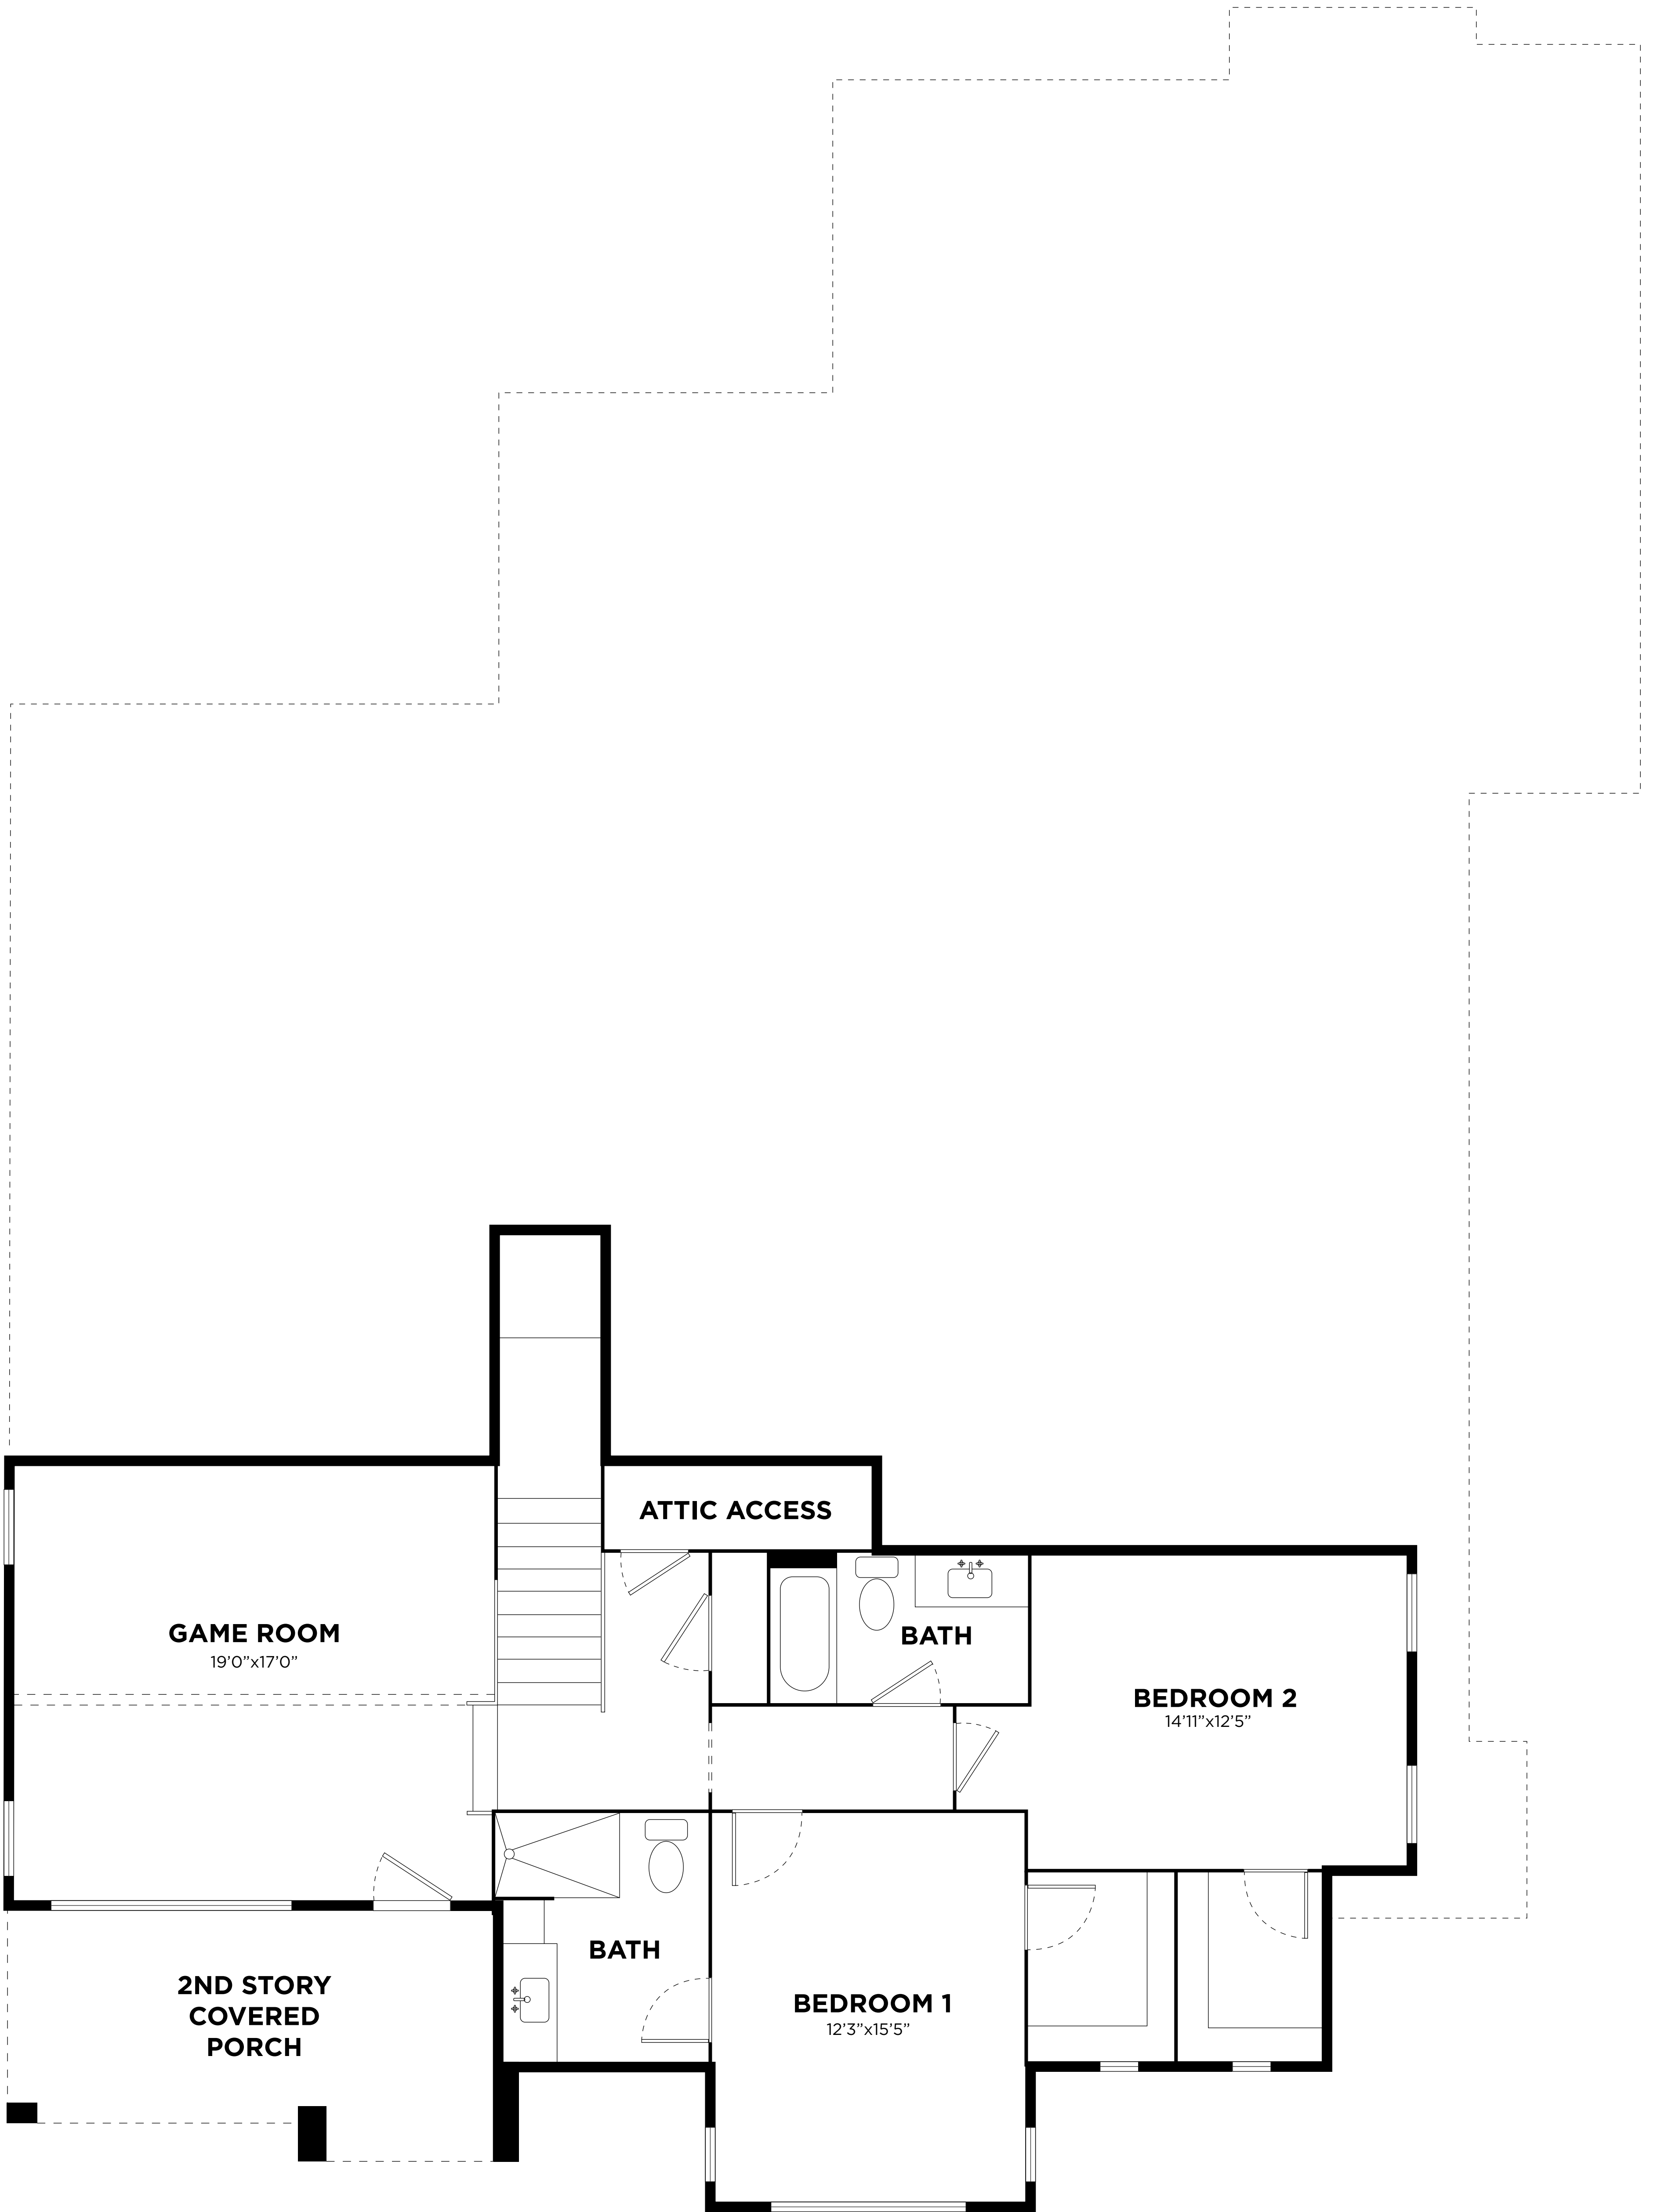 ATTIC ACCESS
GAME ROOM
19’0”x17’0”
BATH
BEDROOM 2
14’11”x12’5”
BATH
2ND STORY
COVERED
PORCH
BEDROOM 1
12’3”x15’5”